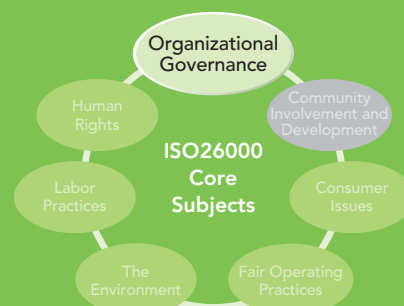 Organizational
Governance
Community
Involvement and
Development
Human
Rights
ISO26000
Core
Subjects
Labor
Practices
Consumer
Issues
The
Environment
Fair Operating
Practices